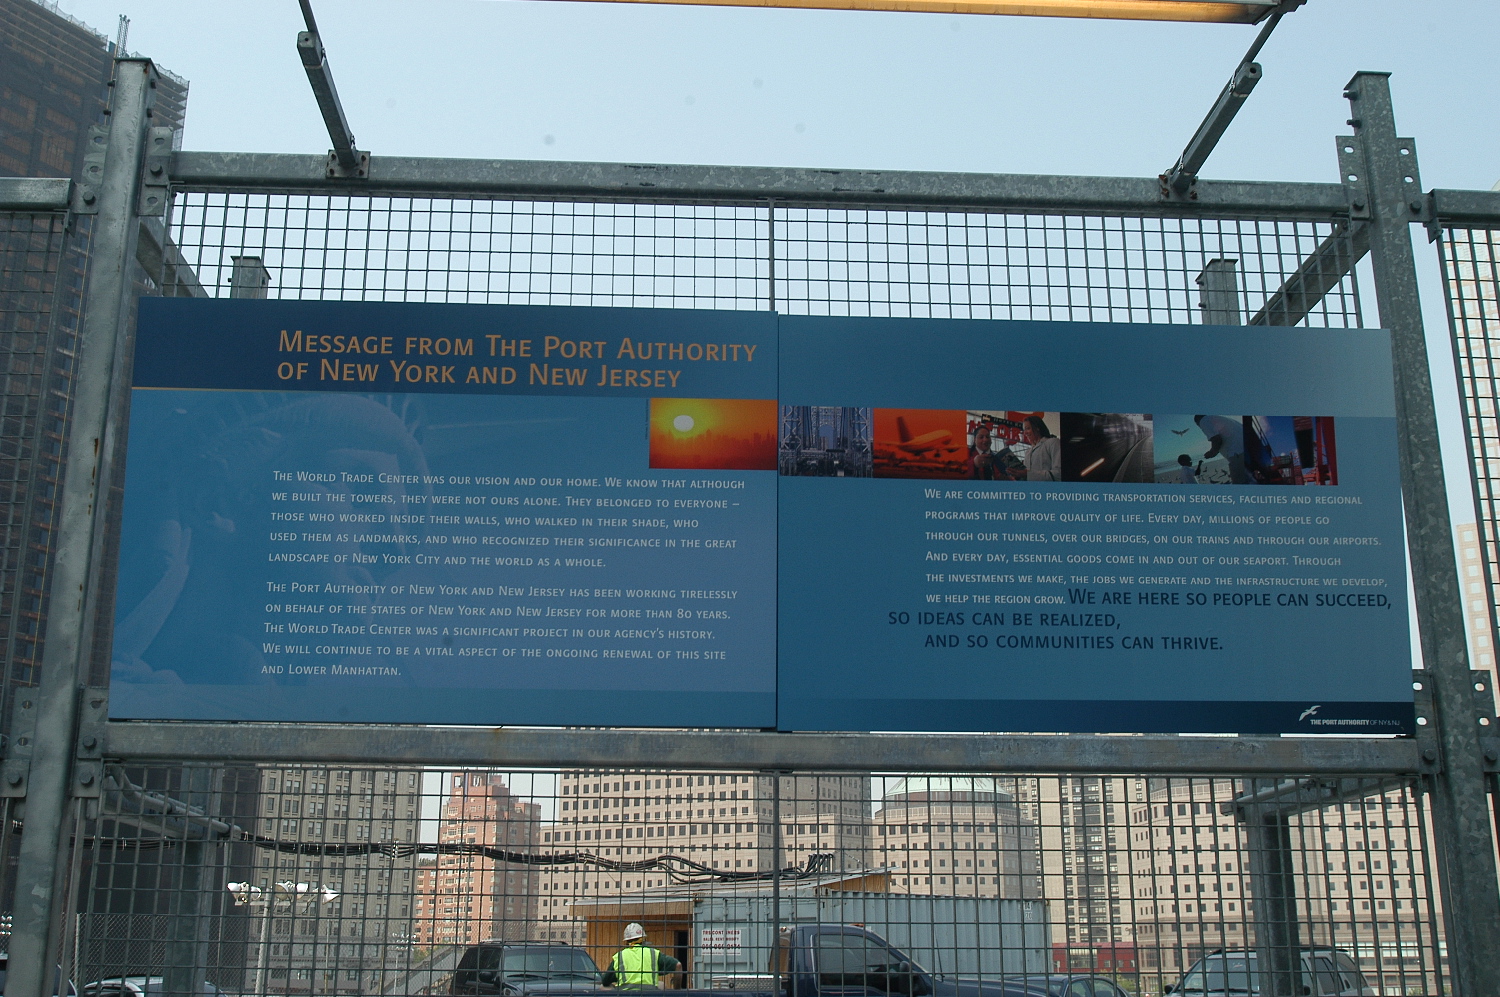 Message from The Port Authority
of New York and New Jersey
The World Trade Center was our vision and our home. We know that although
we built the towers, they were not ours alone. They belonged to everyone –
those who worked inside their walls, who walked in their shade, who
used them as landmarks, and who recognized their significance in the great
landscape of New York City and the world as a whole.
The Port Authority of New York and New Jersey has been working tirelessly
on behalf of the states of New York and New Jersey for more than 80 years.
The World Trade Center was a significant project in our agency's history.
We will continue to be a vital aspect of the ongoing renewal of this site
and Lower Manhattan.
We are committed to providing transportation services, facilities and regional
programs that improve quality of life. Every day, millions of people go
through our tunnels, over our bridges, on our trains and through our airports.
And every day, essential goods come in and out of our seaport. Through
the investments we make, the jobs we generate and the infrastructure we develop,
we help the region grow. We are here so people can succeed,
so ideas can be realized,
and so communities can thrive.
THE PORT AUTHORITY OF NY & NJ